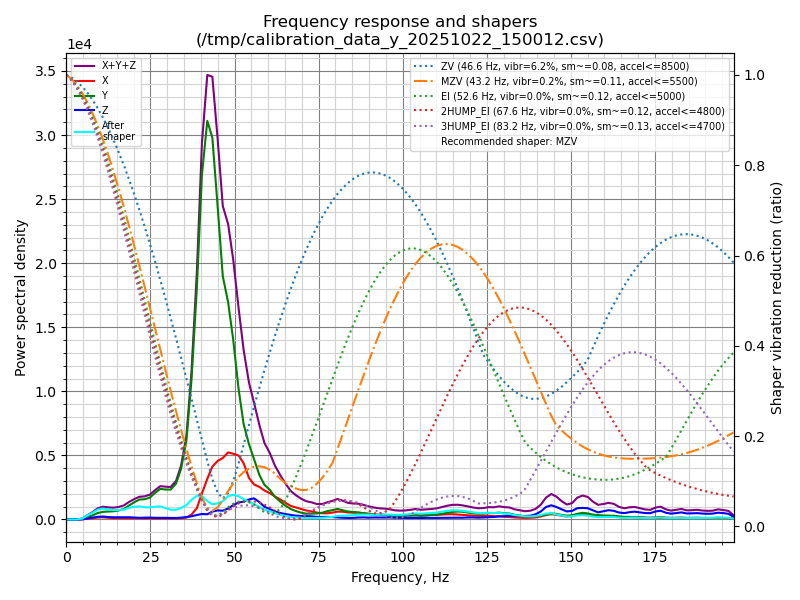 Frequency response and shapers
(/tmp/calibration_data_y_20251022_150012.csv)
1e4
X+Y+Z
X
Y
Z
After
shaper
ZV (46.6 Hz, vibr=6.2%, sm~=0.08, accel<=8500)
MZV (43.2 Hz, vibr=0.2%, sm~=0.11, accel<=5500)
EI (52.6 Hz, vibr=0.0%, sm~=0.12, accel<=5000)
2HUMP_EI (67.6 Hz, vibr=0.0%, sm~=0.12, accel<=4800)
3HUMP_EI (83.2 Hz, vibr=0.0%, sm~=0.13, accel<=4700)
Recommended shaper: MZV
3.5
3.0
2.5
2.0
1.5
1.0
0.5
0.0
Power spectral density
1.0
0.8
0.6
0.4
0.2
0.0
Shaper vibration reduction (ratio)
0 25 50 75 100 125 150 175
Frequency, Hz